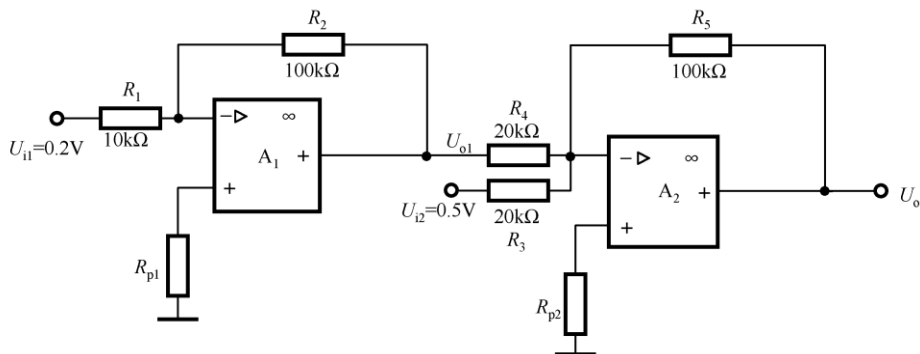 R2
100kΩ
R5
100kΩ
R1
10kΩ
Ui1=0.2V
− ▷ ∞
A1
+
+
Rp1
Uo1
R4
20kΩ
Ui2=0.5V
20kΩ
R3
− ▷ ∞
A2
+
+
Uo
Rp2